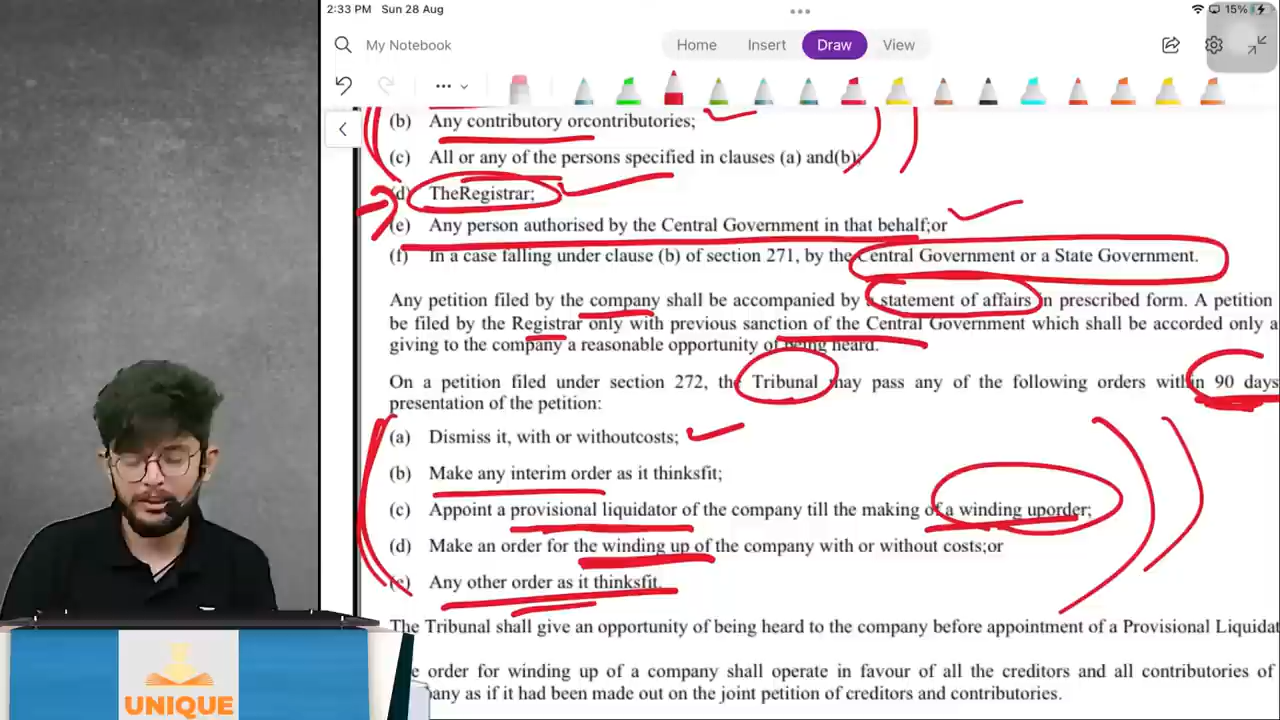 2:33 PM Sun 28 Aug
15%
My Notebook
Home Insert Draw View
(b) Any contributory orcontributories;
(c) All or any of the persons specified in clauses (a) and(b);
(d) TheRegistrar;
(e) Any person authorised by the Central Government in that behalf;or
(f) In a case falling under clause (b) of section 271, by the Central Government or a State Government.
Any petition filed by the company shall be accompanied by a statement of affairs in prescribed form. A petition
be filed by the Registrar only with previous sanction of the Central Government which shall be accorded only a
giving to the company a reasonable opportunity of being heard.
On a petition filed under section 272, the Tribunal may pass any of the following orders within 90 days
presentation of the petition:
(a) Dismiss it, with or withoutcosts;
(b) Make any interim order as it thinksfit;
(c) Appoint a provisional liquidator of the company till the making of a winding uporder;
(d) Make an order for the winding up of the company with or without costs;or
(e) Any other order as it thinksfit.
The Tribunal shall give an opportunity of being heard to the company before appointment of a Provisional Liquidat
e order for winding up of a company shall operate in favour of all the creditors and all contributories of
any as if it had been made out on the joint petition of creditors and contributories.
UNIQUE